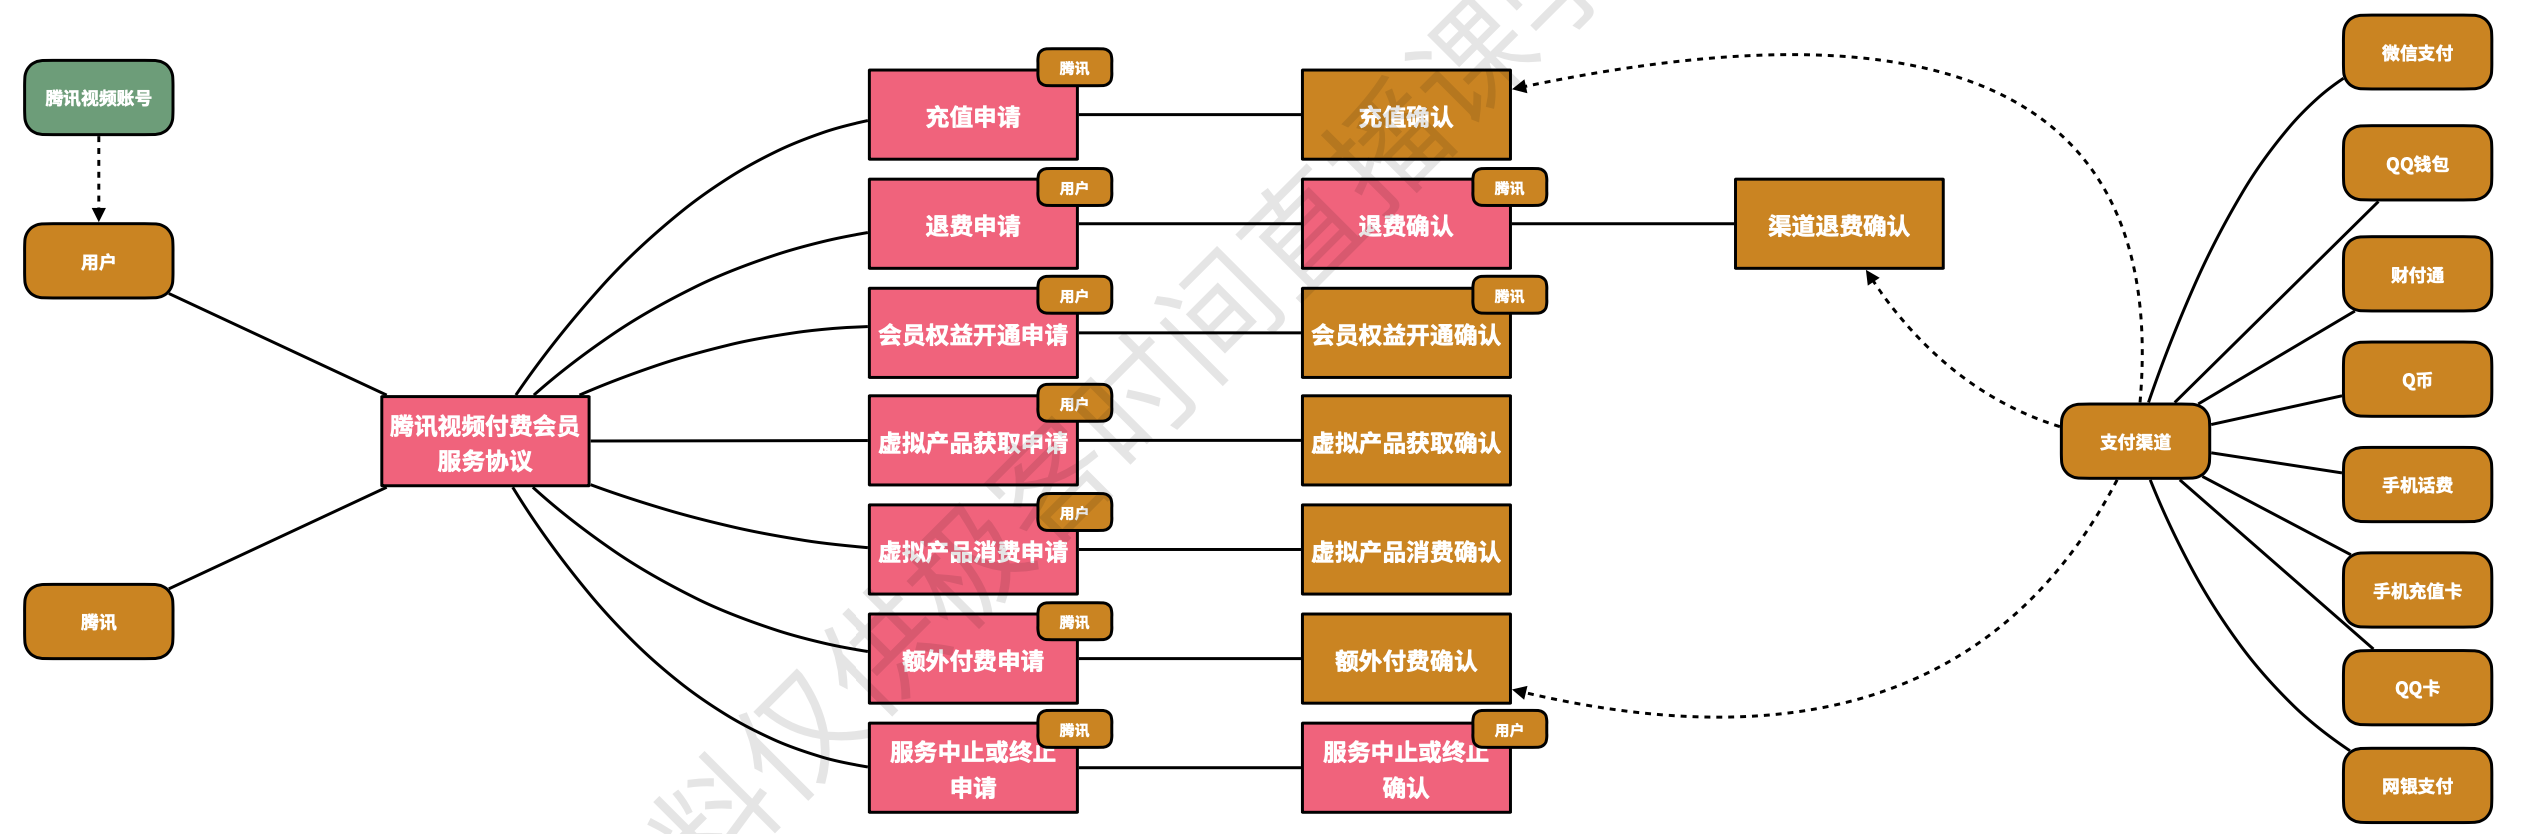 腾讯视频账号
用户
腾讯
腾讯视频付费会员
服务协议
腾讯
充值申请
充值确认
用户
退费申请
腾讯
退费确认
渠道退费确认
用户
会员权益开通申请
腾讯
会员权益开通确认
用户
虚拟产品获取申请
虚拟产品获取确认
用户
虚拟产品消费申请
虚拟产品消费确认
腾讯
额外付费申请
额外付费确认
腾讯
服务中止或终止
申请
用户
服务中止或终止
确认
支付渠道
微信支付
QQ钱包
财付通
Q币
手机话费
手机充值卡
QQ卡
网银支付
料仅供极客时间直播课学